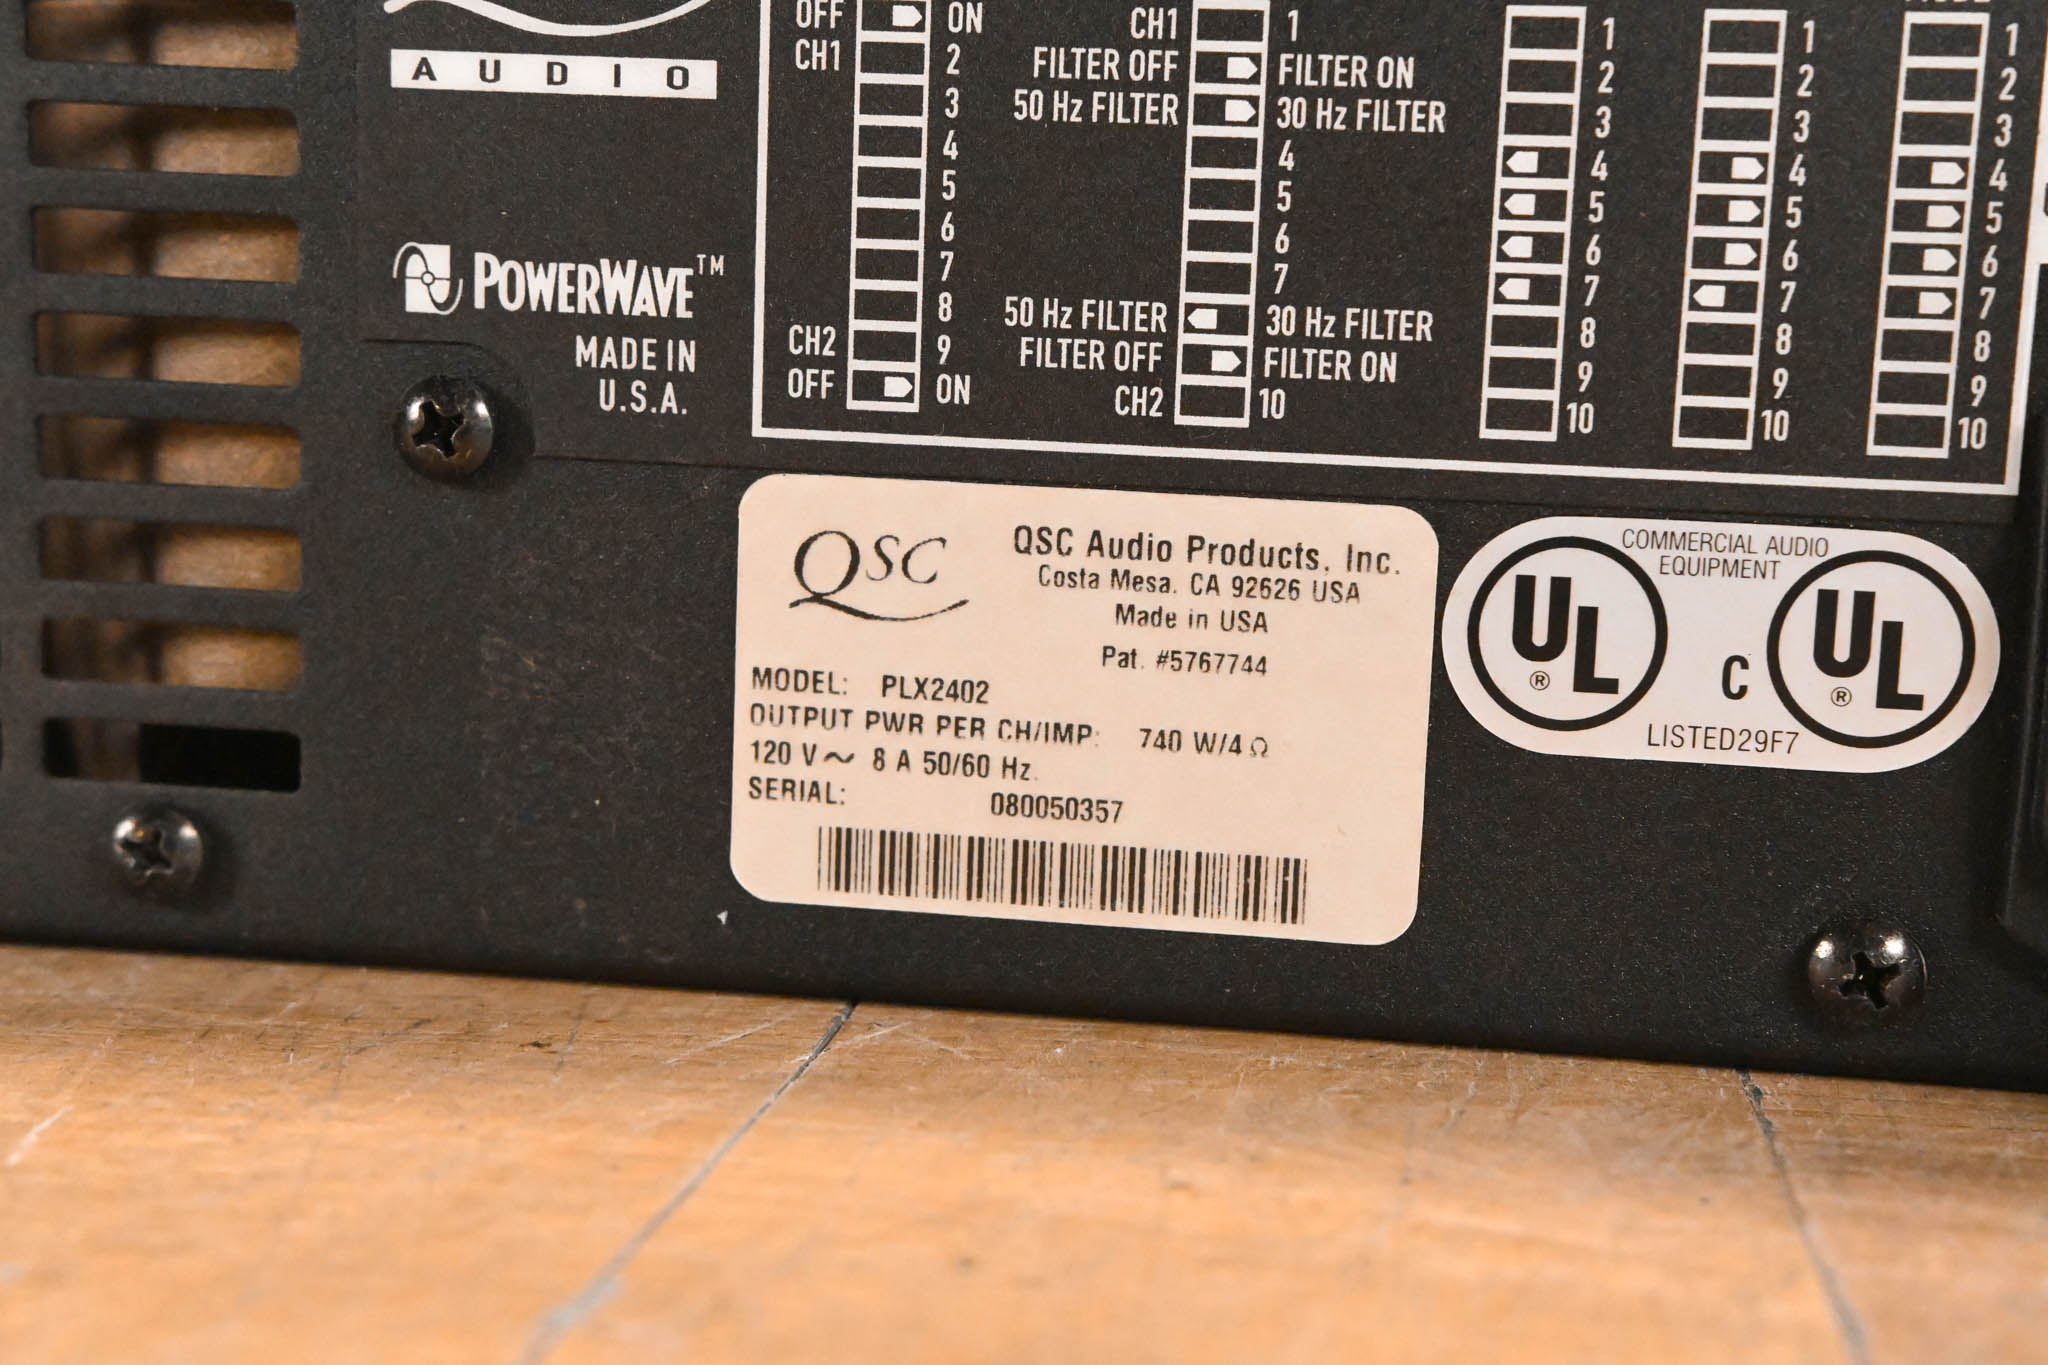 AUDIO
POWERWAVE™
MADE IN
U.S.A.
OFF ON
CH1 2
3
4
5
6
7
8
CH2 9
OFF ON
CH1 1
FILTER OFF FILTER ON
50 Hz FILTER 30 Hz FILTER
4
5
6
7
50 Hz FILTER 30 Hz FILTER
FILTER OFF FILTER ON
CH2 10
1
2
3
4
5
6
7
8
9
10
1
2
3
4
5
6
7
8
9
10
1
2
3
4
5
6
7
8
9
10
QSC
QSC Audio Products, Inc.
Costa Mesa, CA 92626 USA
Made in USA
Pat. #5767744
MODEL: PLX2402
OUTPUT PWR PER CH/IMP: 740 W/4 Ω
120 V~ 8 A 50/60 Hz.
SERIAL: 080050357
COMMERCIAL AUDIO
EQUIPMENT
UL ®
C UL ®
LISTED29F7